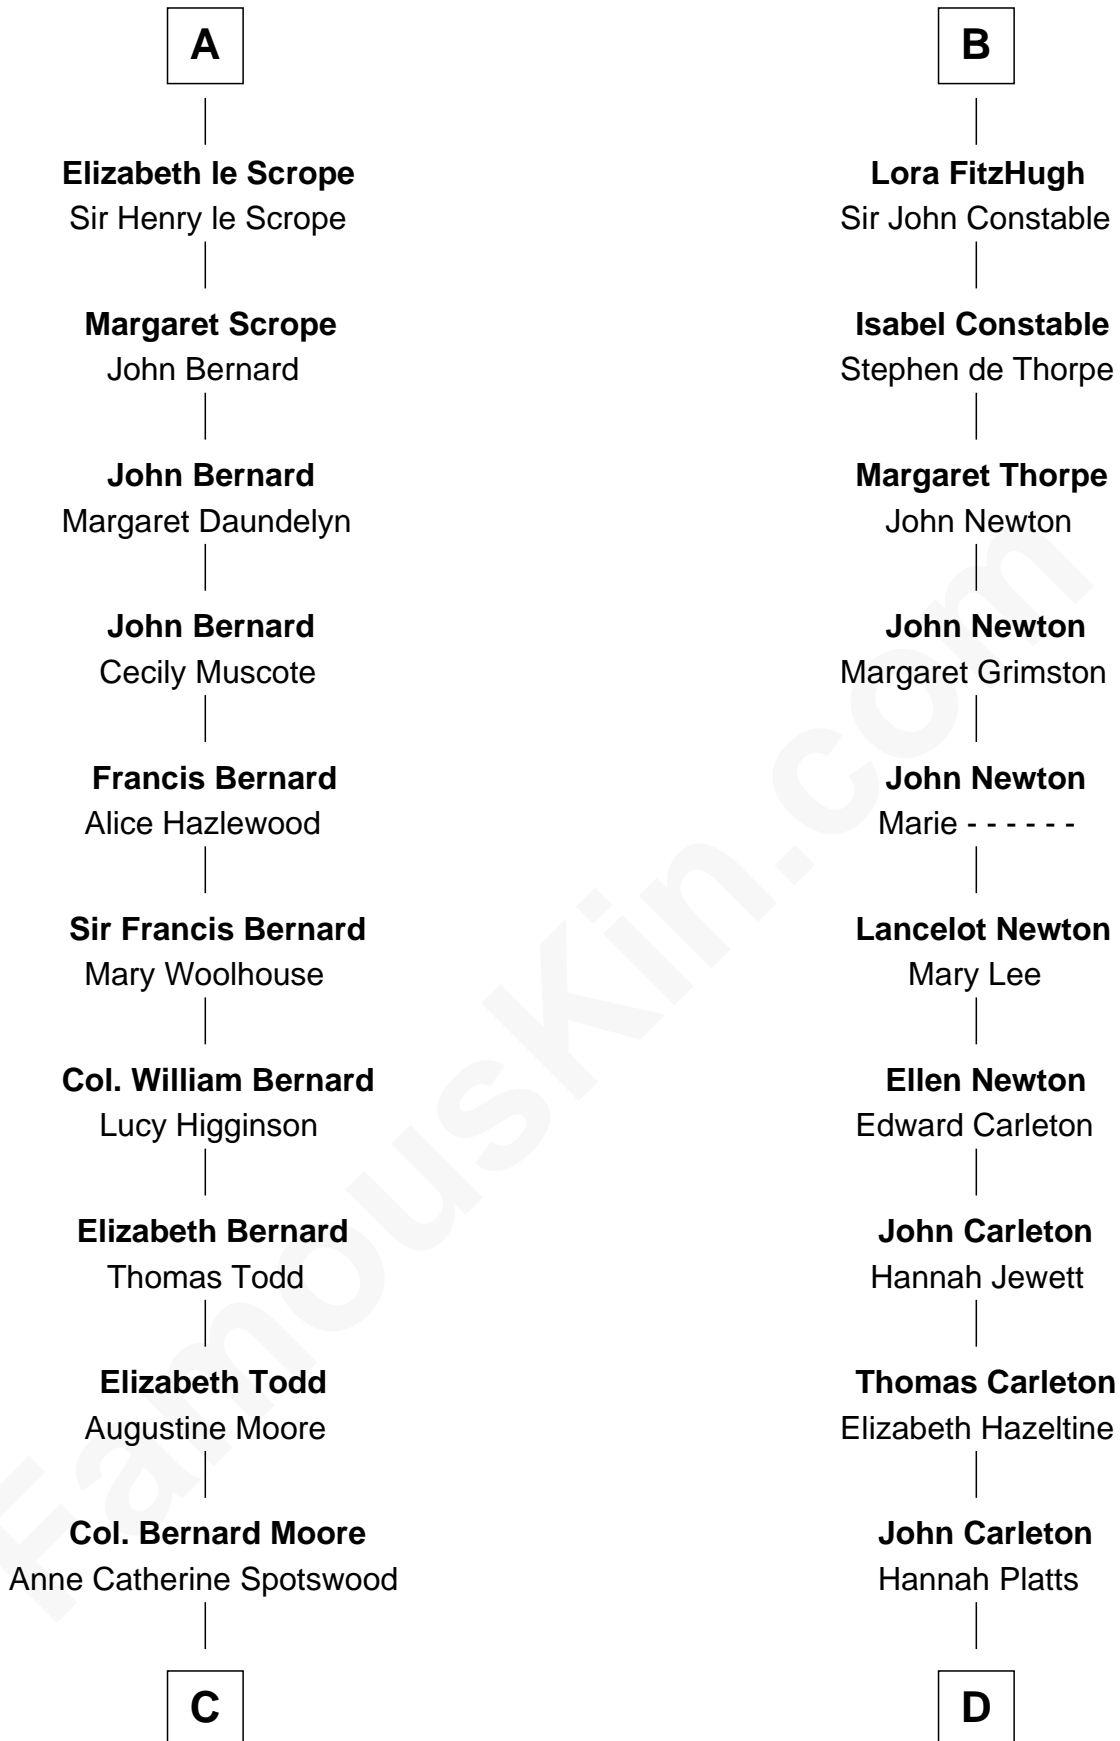 A
Elizabeth le Scrope
Sir Henry le Scrope
Margaret Scrope
John Bernard
John Bernard
Margaret Daundelyn
John Bernard
Cecily Muscote
Francis Bernard
Alice Hazlewood
Sir Francis Bernard
Mary Woolhouse
Col. William Bernard
Lucy Higginson
Elizabeth Bernard
Thomas Todd
Elizabeth Todd
Augustine Moore
Col. Bernard Moore
Anne Catherine Spotswood
C
B
Lora FitzHugh
Sir John Constable
Isabel Constable
Stephen de Thorpe
Margaret Thorpe
John Newton
John Newton
Margaret Grimston
John Newton
Marie - - - - - -
Lancelot Newton
Mary Lee
Ellen Newton
Edward Carleton
John Carleton
Hannah Jewett
Thomas Carleton
Elizabeth Hazeltine
John Carleton
Hannah Platts
D
FamousKin.com